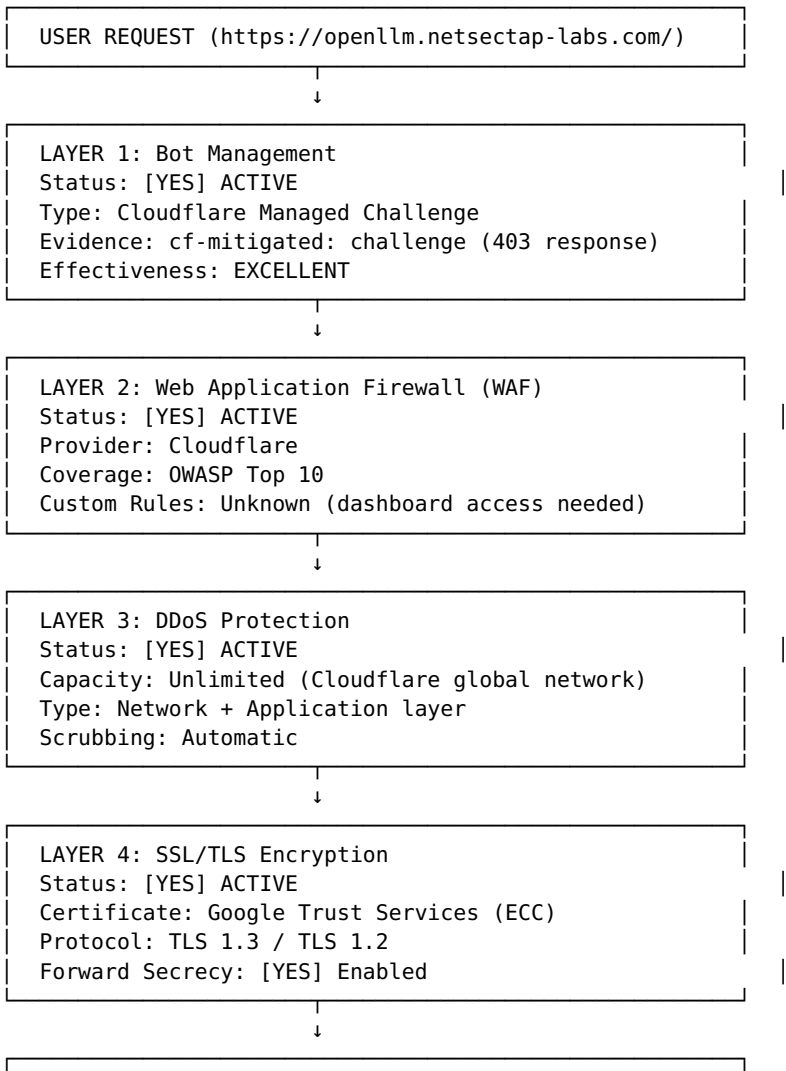 USER REQUEST (https://openllm.netsectap-labs.com/)
↓
LAYER 1: Bot Management
Status: [YES] ACTIVE
Type: Cloudflare Managed Challenge
Evidence: cf-mitigated: challenge (403 response)
Effectiveness: EXCELLENT
↓
LAYER 2: Web Application Firewall (WAF)
Status: [YES] ACTIVE
Provider: Cloudflare
Coverage: OWASP Top 10
Custom Rules: Unknown (dashboard access needed)
↓
LAYER 3: DDoS Protection
Status: [YES] ACTIVE
Capacity: Unlimited (Cloudflare global network)
Type: Network + Application layer
Scrubbing: Automatic
↓
LAYER 4: SSL/TLS Encryption
Status: [YES] ACTIVE
Certificate: Google Trust Services (ECC)
Protocol: TLS 1.3 / TLS 1.2
Forward Secrecy: [YES] Enabled
↓